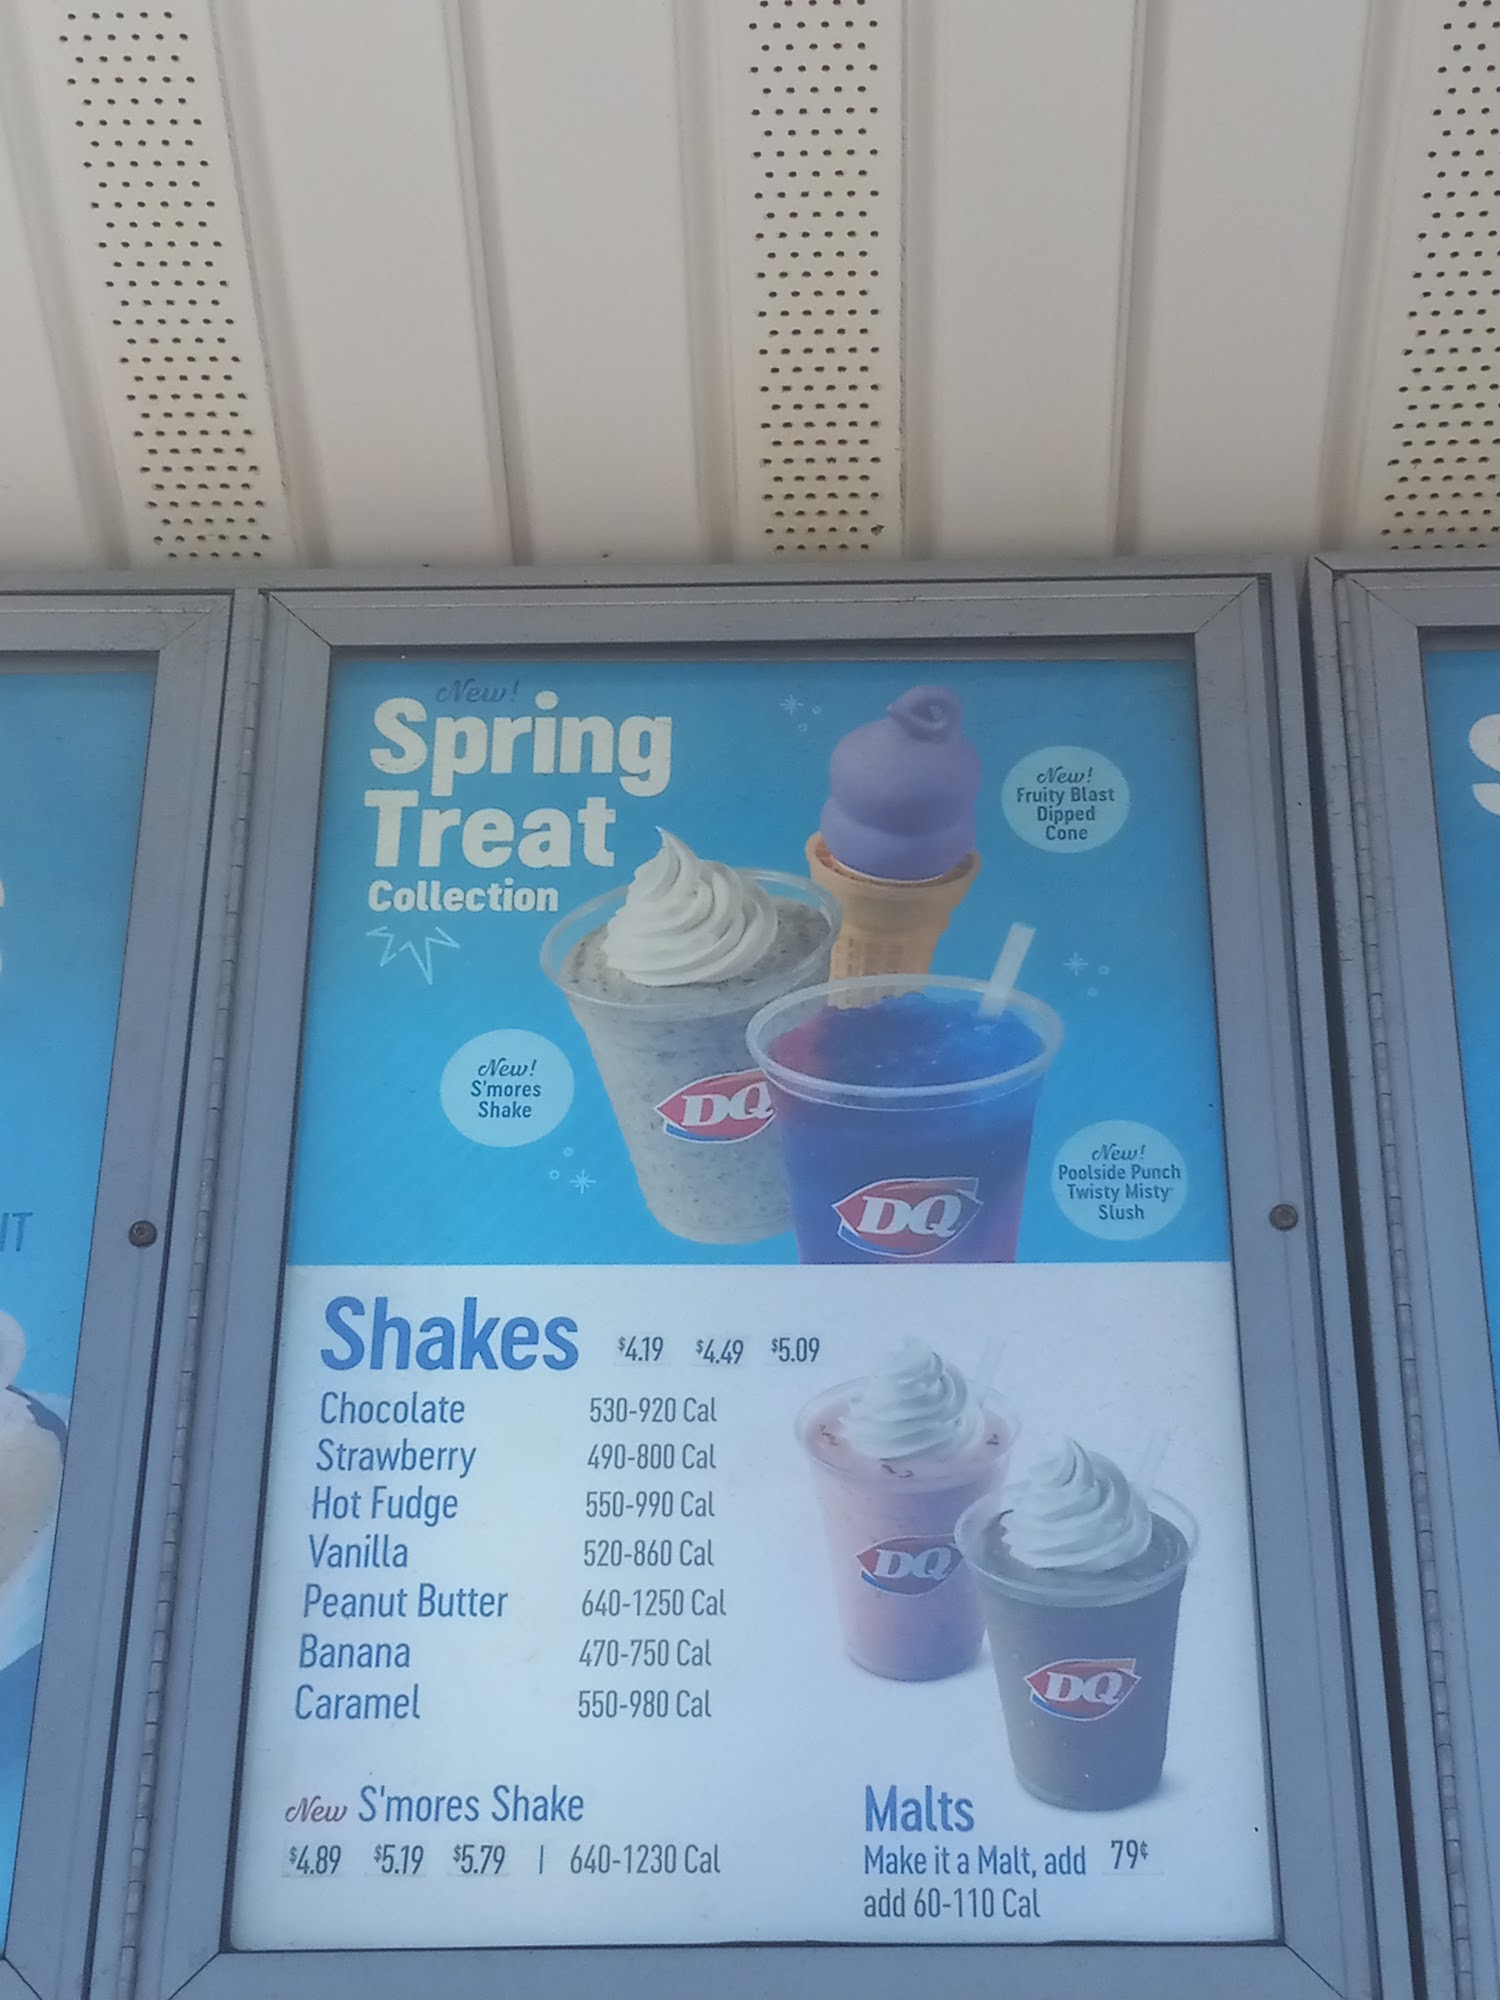 New!
Spring
Treat
Collection
New!
Fruity Blast
Dipped
Cone
New!
S'mores
Shake
DQ
New!
Poolside Punch
Twisty Misty
Slush
DQ
IT
Shakes $4.19 $4.49 $5.09
Chocolate 530-920 Cal
Strawberry 490-800 Cal
Hot Fudge 550-990 Cal
Vanilla 520-860 Cal
Peanut Butter 640-1250 Cal
Banana 470-750 Cal
Caramel 550-980 Cal
DQ
DQ
New S'mores Shake
$4.89 $5.19 $5.79 | 640-1230 Cal
Malts
Make it a Malt, add 79¢
add 60-110 Cal